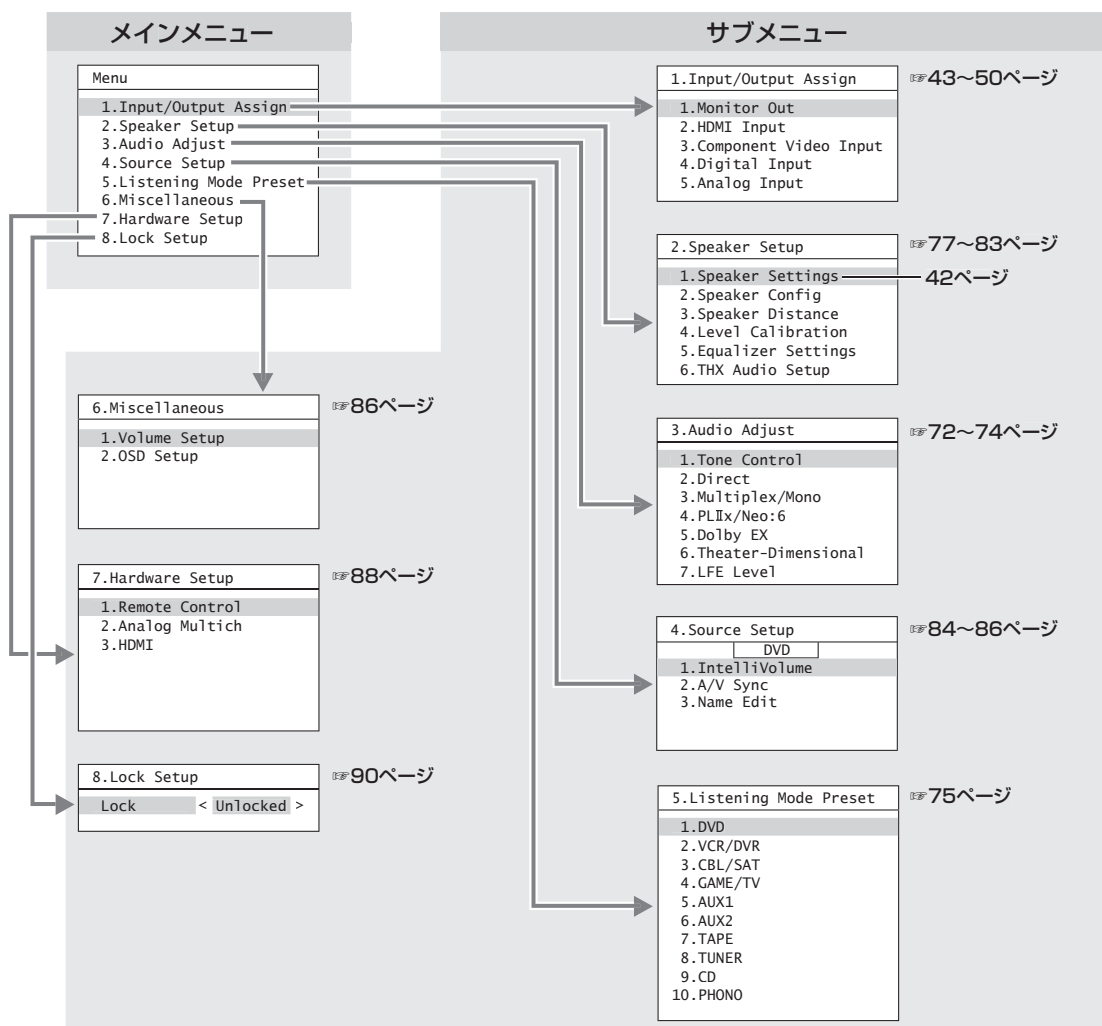 メインメニュー
サブメニュー
Menu
1.Input/Output Assign
2.Speaker Setup
3.Audio Adjust
4.Source Setup
5.Listening Mode Preset
6.Miscellaneous
7.Hardware Setup
8.Lock Setup
1.Input/Output Assign
☞43～50ページ
1.Monitor Out
2.HDMI Input
3.Component Video Input
4.Digital Input
5.Analog Input
2.Speaker Setup
☞77～83ページ
1.Speaker Settings
42ページ
2.Speaker Config
3.Speaker Distance
4.Level Calibration
5.Equalizer Settings
6.THX Audio Setup
3.Audio Adjust
☞72～74ページ
1.Tone Control
2.Direct
3.Multiplex/Mono
4.PLⅡx/Neo:6
5.Dolby EX
6.Theater-Dimensional
7.LFE Level
4.Source Setup
☞84～86ページ
DVD
1.IntelliVolume
2.A/V Sync
3.Name Edit
5.Listening Mode Preset
☞75ページ
1.DVD
2.VCR/DVR
3.CBL/SAT
4.GAME/TV
5.AUX1
6.AUX2
7.TAPE
8.TUNER
9.CD
10.PHONO
6.Miscellaneous
☞86ページ
1.Volume Setup
2.OSD Setup
7.Hardware Setup
☞88ページ
1.Remote Control
2.Analog Multich
3.HDMI
8.Lock Setup
☞90ページ
Lock < Unlocked >